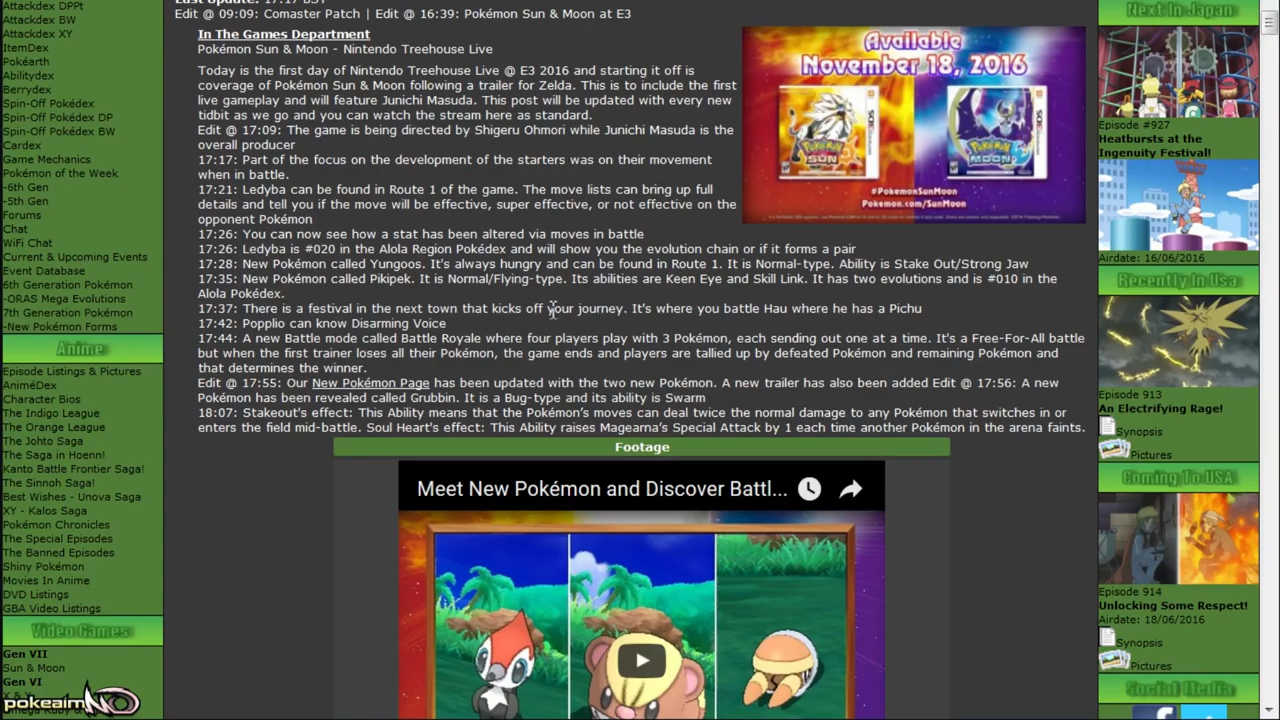 Attackdex DPPt
Attackdex BW
Attackdex XY
ItemDex
Pokéarth
Abilitydex
Berrydex
Spin-Off Pokédex
Spin-Off Pokédex DP
Spin-Off Pokédex BW
Cardex
Game Mechanics
Pokémon of the Week
-6th Gen
-5th Gen
Forums
Chat
WiFi Chat
Current & Upcoming Events
Event Database
6th Generation Pokémon
-ORAS Mega Evolutions
7th Generation Pokémon
-New Pokémon Forms
Anime:
Episode Listings & Pictures
AniméDex
Character Bios
The Indigo League
The Orange League
The Johto Saga
The Saga in Hoenn!
Kanto Battle Frontier Saga!
The Sinnoh Saga!
Best Wishes - Unova Saga
XY - Kalos Saga
Pokémon Chronicles
The Special Episodes
The Banned Episodes
Shiny Pokémon
Movies In Anime
DVD Listings
GBA Video Listings
Video Games:
Gen VII
Sun & Moon
Gen VI
X & Y
pokeaimNO
Last Update: 17:17 BST
Edit @ 09:09: Comaster Patch | Edit @ 16:39: Pokémon Sun & Moon at E3
In The Games Department
Pokémon Sun & Moon - Nintendo Treehouse Live
Today is the first day of Nintendo Treehouse Live @ E3 2016 and starting it off is
coverage of Pokémon Sun & Moon following a trailer for Zelda. This is to include the first
live gameplay and will feature Junichi Masuda. This post will be updated with every new
tidbit as we go and you can watch the stream here as standard.
Edit @ 17:09: The game is being directed by Shigeru Ohmori while Junichi Masuda is the
overall producer
17:17: Part of the focus on the development of the starters was on their movement
when in battle.
17:21: Ledyba can be found in Route 1 of the game. The move lists can bring up full
details and tell you if the move will be effective, super effective, or not effective on the
opponent Pokémon
17:26: You can now see how a stat has been altered via moves in battle
17:26: Ledyba is #020 in the Alola Region Pokédex and will show you the evolution chain or if it forms a pair
17:28: New Pokémon called Yungoos. It's always hungry and can be found in Route 1. It is Normal-type. Ability is Stake Out/Strong Jaw
17:35: New Pokémon called Pikipek. It is Normal/Flying-type. Its abilities are Keen Eye and Skill Link. It has two evolutions and is #010 in the
Alola Pokédex.
17:37: There is a festival in the next town that kicks off your journey. It's where you battle Hau where he has a Pichu
17:42: Popplio can know Disarming Voice
17:44: A new Battle mode called Battle Royale where four players play with 3 Pokémon, each sending out one at a time. It's a Free-For-All battle
but when the first trainer loses all their Pokémon, the game ends and players are tallied up by defeated Pokémon and remaining Pokémon and
that determines the winner.
Edit @ 17:55: Our New Pokémon Page has been updated with the two new Pokémon. A new trailer has also been added Edit @ 17:56: A new
Pokémon has been revealed called Grubbin. It is a Bug-type and its ability is Swarm
18:07: Stakeout's effect: This Ability means that the Pokémon's moves can deal twice the normal damage to any Pokémon that switches in or
enters the field mid-battle. Soul Heart's effect: This Ability raises Magearna's Special Attack by 1 each time another Pokémon in the arena faints.
Available
November 18, 2016
POKÉMON SUN
POKÉMON MOON
#PokemonSunMoon
Pokemon.com/SunMoon
Footage
Meet New Pokémon and Discover Battl...
Next In Japan
Episode #927
Heatbursts at the
Ingenuity Festival!
Airdate: 16/06/2016
Recently in Usa:
Episode 913
An Electrifying Rage!
Synopsis
Pictures
Coming To USA
Episode 914
Unlocking Some Respect!
Airdate: 18/06/2016
Synopsis
Pictures
Social Media